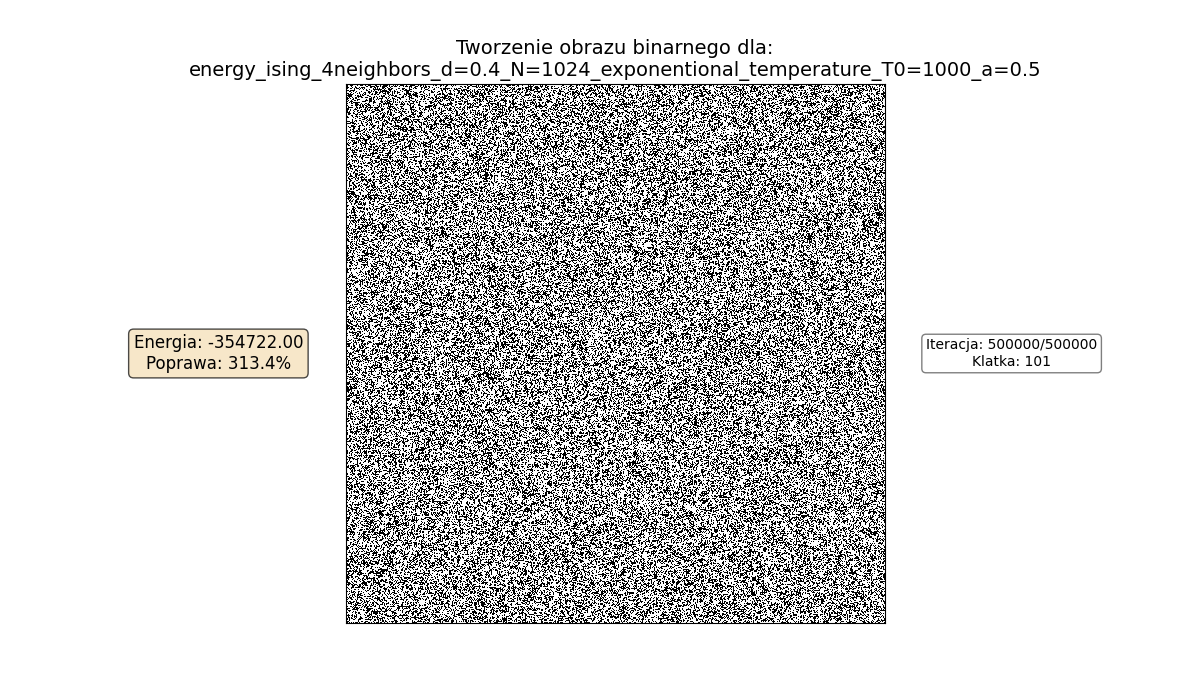 Tworzenie obrazu binarnego dla:
energy_ising_4neighbors_d=0.4_N=1024_exponentional_temperature_T0=1000_a=0.5
Energia: -354722.00
Poprawa: 313.4%
Iteracja: 500000/500000
Klatka: 101